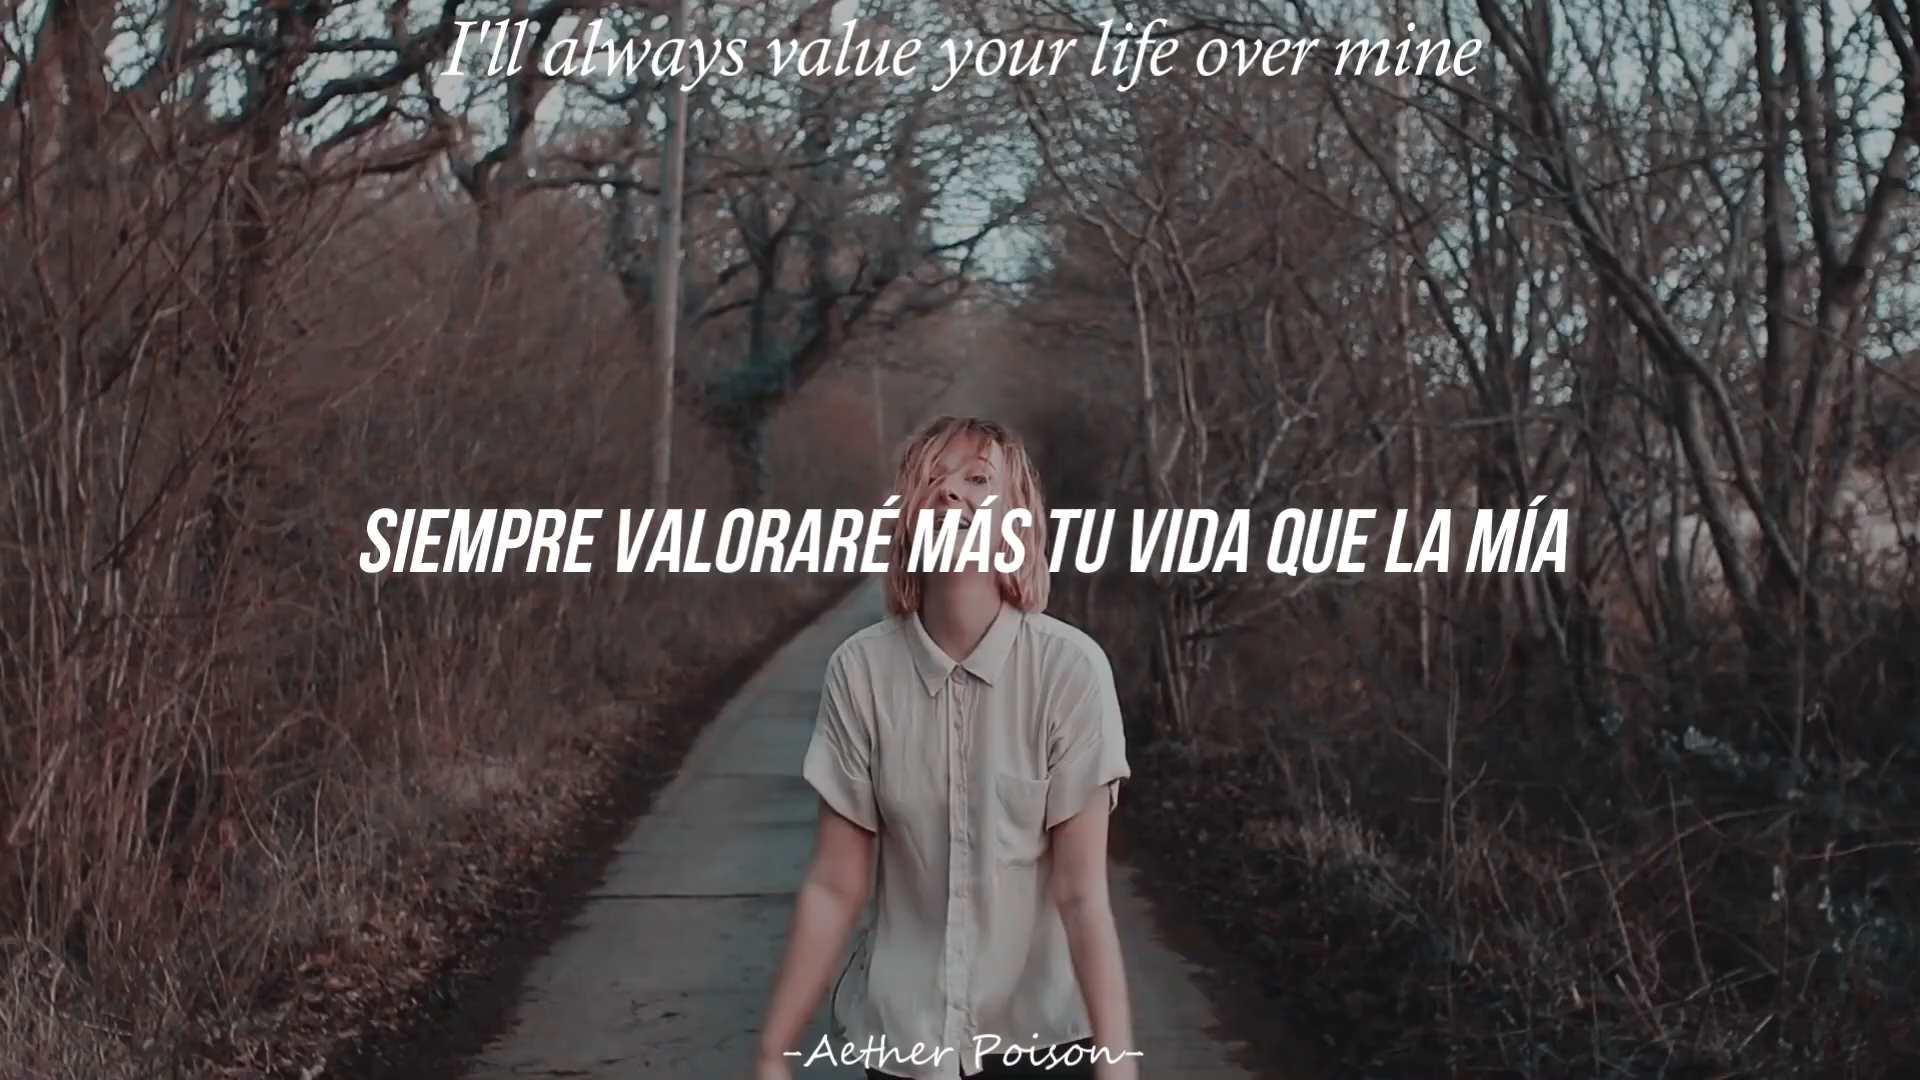 I'll always value your life over mine
SIEMPRE VALORARÉ MÁS TU VIDA QUE LA MÍA
-Aether Poison-